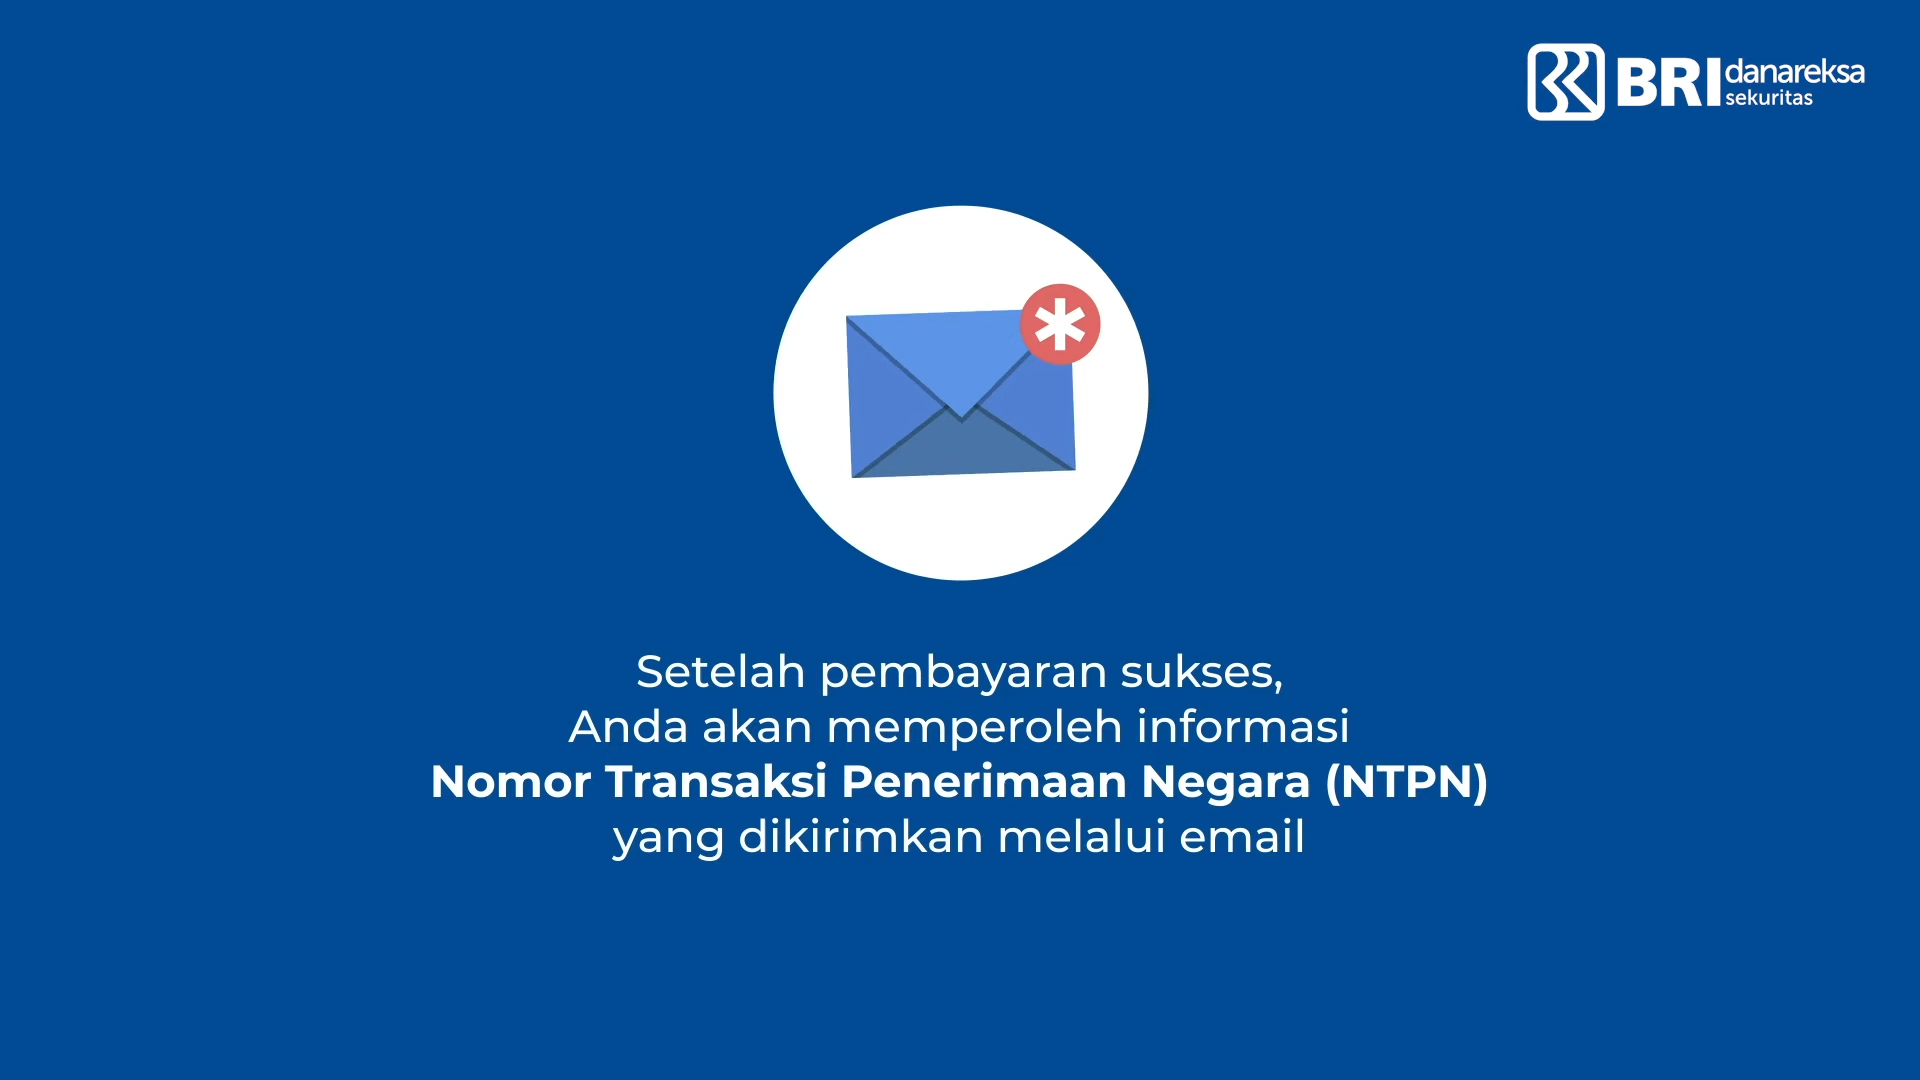 BRI danareksa
sekuritas
Setelah pembayaran sukses,
Anda akan memperoleh informasi
Nomor Transaksi Penerimaan Negara (NTPN)
yang dikirimkan melalui email